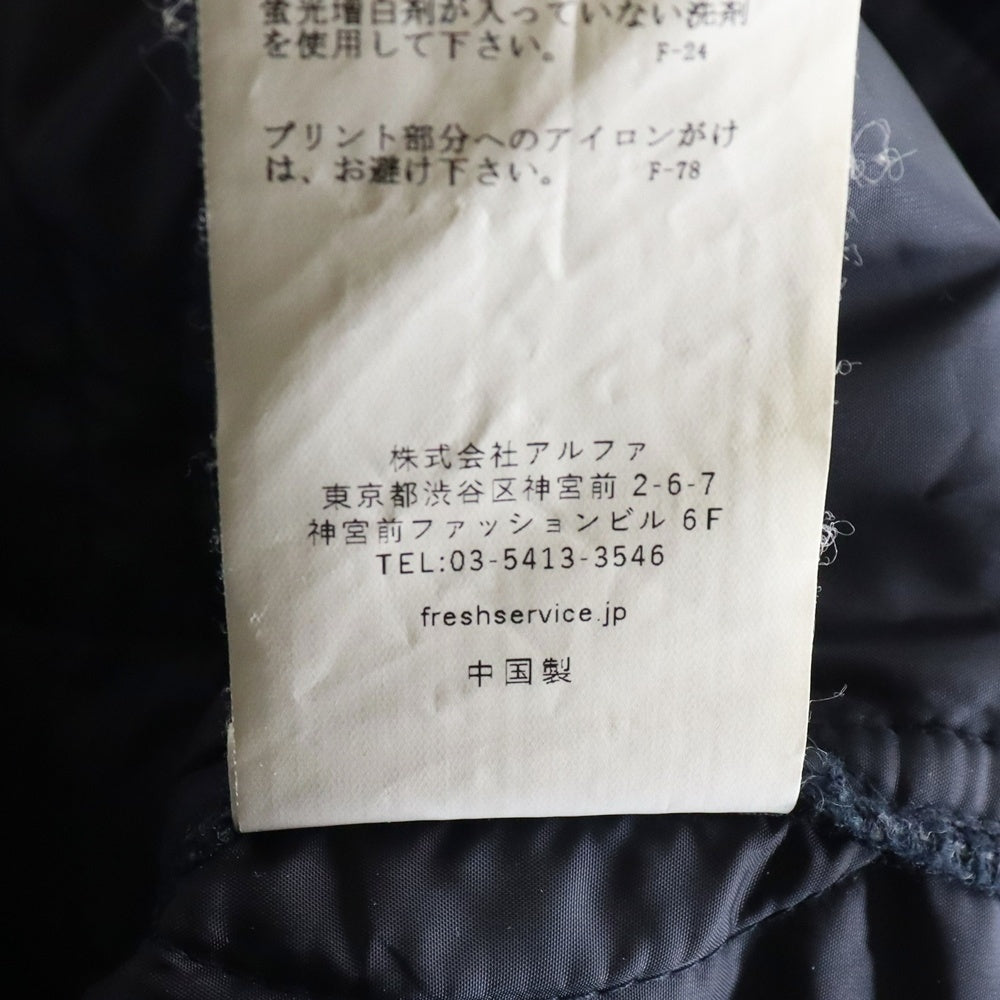 蛍光増白剤が入っていない洗剤
を使用して下さい。 F-24
プリント部分へのアイロンがけ
は、お避け下さい。 F-78
株式会社アルファ
東京都渋谷区神宮前 2-6-7
神宮前ファッションビル 6F
TEL:03-5413-3546
freshservice.jp
中国製